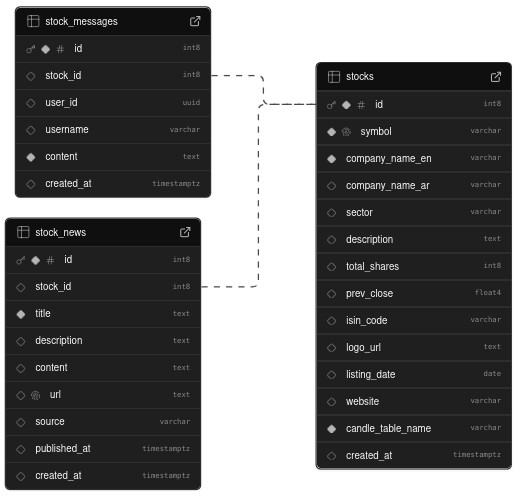 stock_messages
id int8
stock_id int8
user_id uuid
username varchar
content text
created_at timestamptz
stocks
id int8
symbol varchar
company_name_en varchar
company_name_ar varchar
sector varchar
description text
total_shares int8
prev_close float4
isin_code varchar
logo_url text
listing_date date
website varchar
candle_table_name varchar
created_at timestamptz
stock_news
id int8
stock_id int8
title text
description text
content text
url text
source varchar
published_at timestamptz
created_at timestamptz